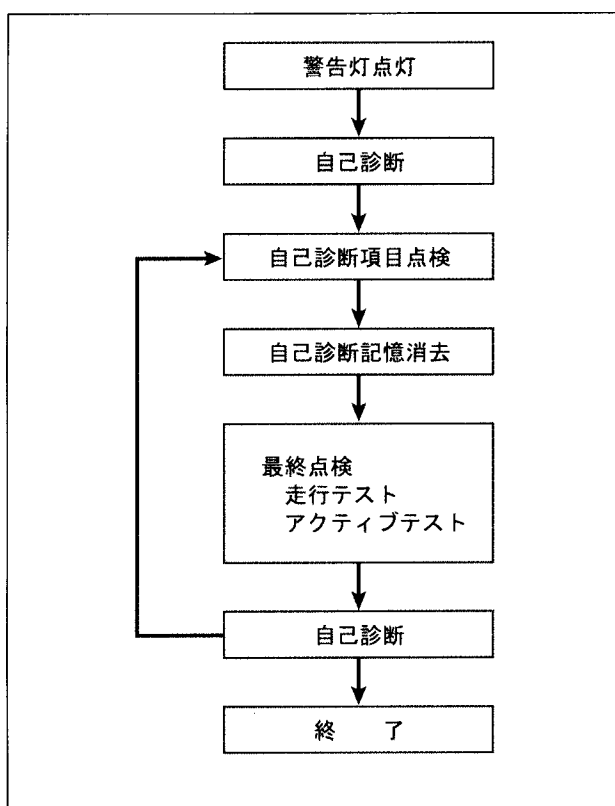 警告灯点灯
自己診断
自己診断項目点検
自己診断記憶消去
最終点検
走行テスト
アクティブテスト
自己診断
終　了